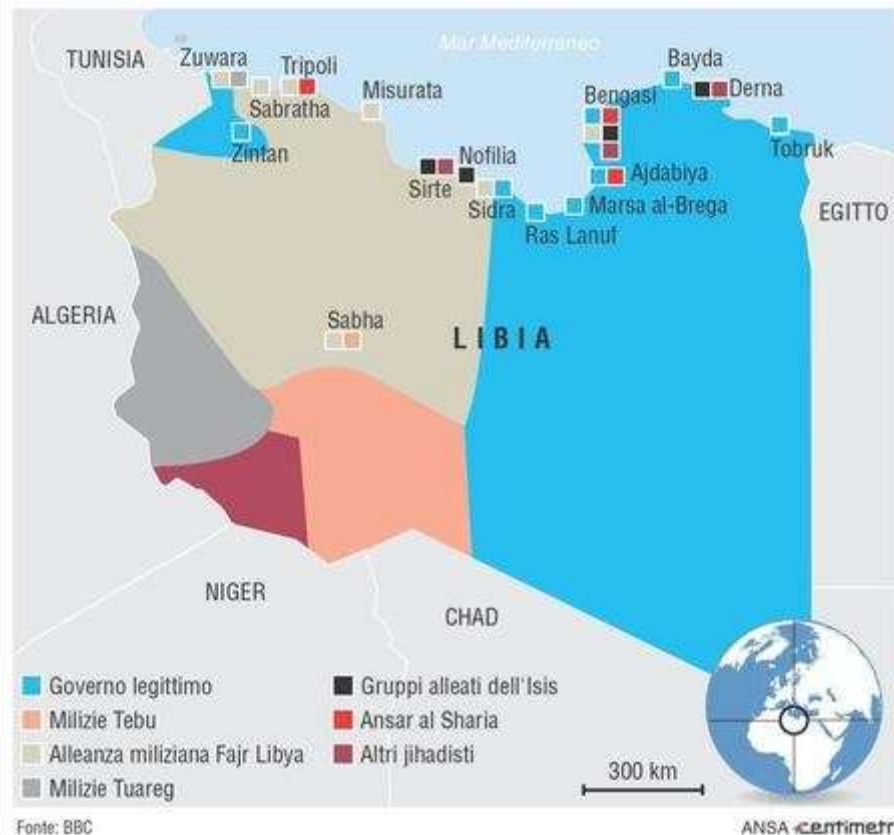 Mar Mediterraneo
TUNISIA
Zuwara
Tripoli
Sabratha
Misurata
Zintan
Nofilia
Sirte
Sidra
Ras Lanuf
Marsa al-Brega
Ajdabiya
Bengasi
Bayda
Derna
Tobruk
EGITTO
ALGERIA
Sabha
LIBIA
NIGER
CHAD
Governo legittimo
Milizie Tebu
Alleanza miliziana Fajr Libya
Milizie Tuareg
Gruppi alleati dell'Isis
Ansar al Sharia
Altri jihadisti
300 km
Fonte: BBC
ANSA centimetr